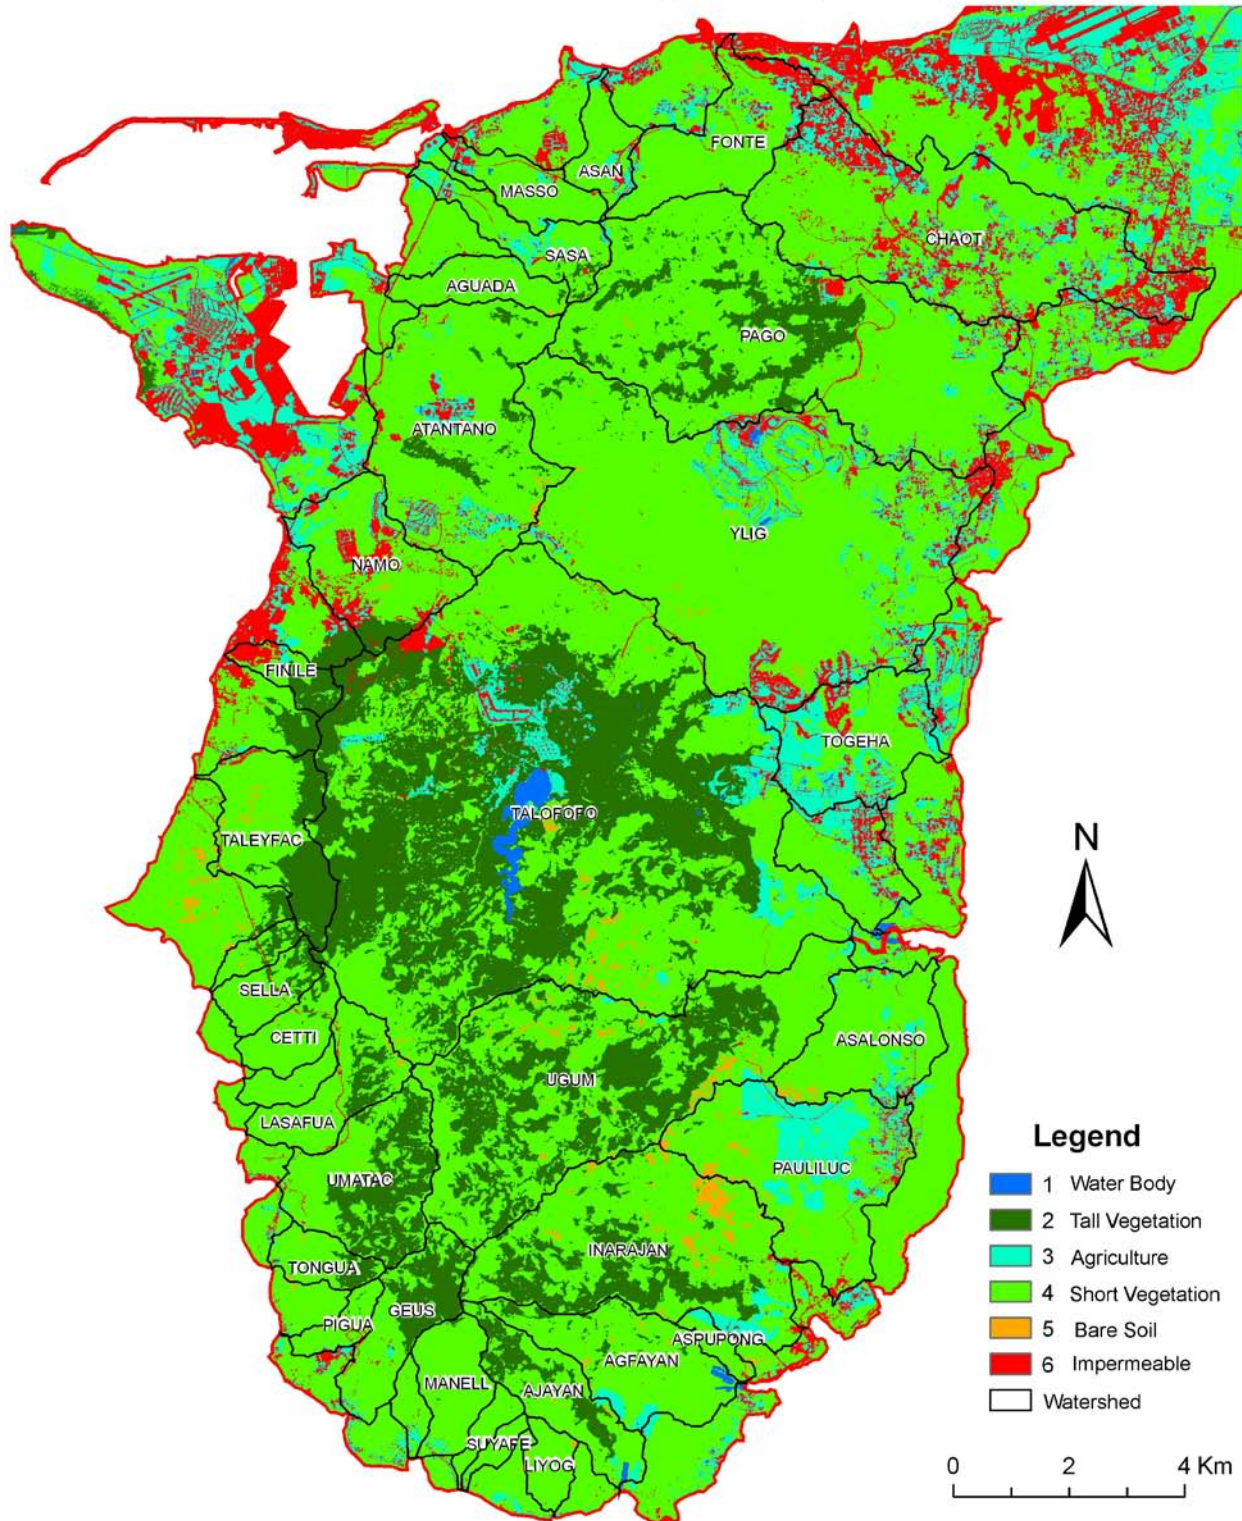 FONTE
ASAN
MASSO
CHAOT
SASA
AGUADA
PAGO
ATANTANO
YLIG
NAMO
FINILE
TOGEHA
TALOFOFO
TALEYFAC
SELLA
CETTI
ASALONSO
UGUM
LASAFUA
PAULILUC
UMATAC
INARAJAN
TONGUA
GEUS
PIGUA
ASPUPONG
AGFAYAN
MANELL
AJAYAN
SUYAFE
LIYOG
N
Legend
1 Water Body
2 Tall Vegetation
3 Agriculture
4 Short Vegetation
5 Bare Soil
6 Impermeable
Watershed
0 2 4 Km